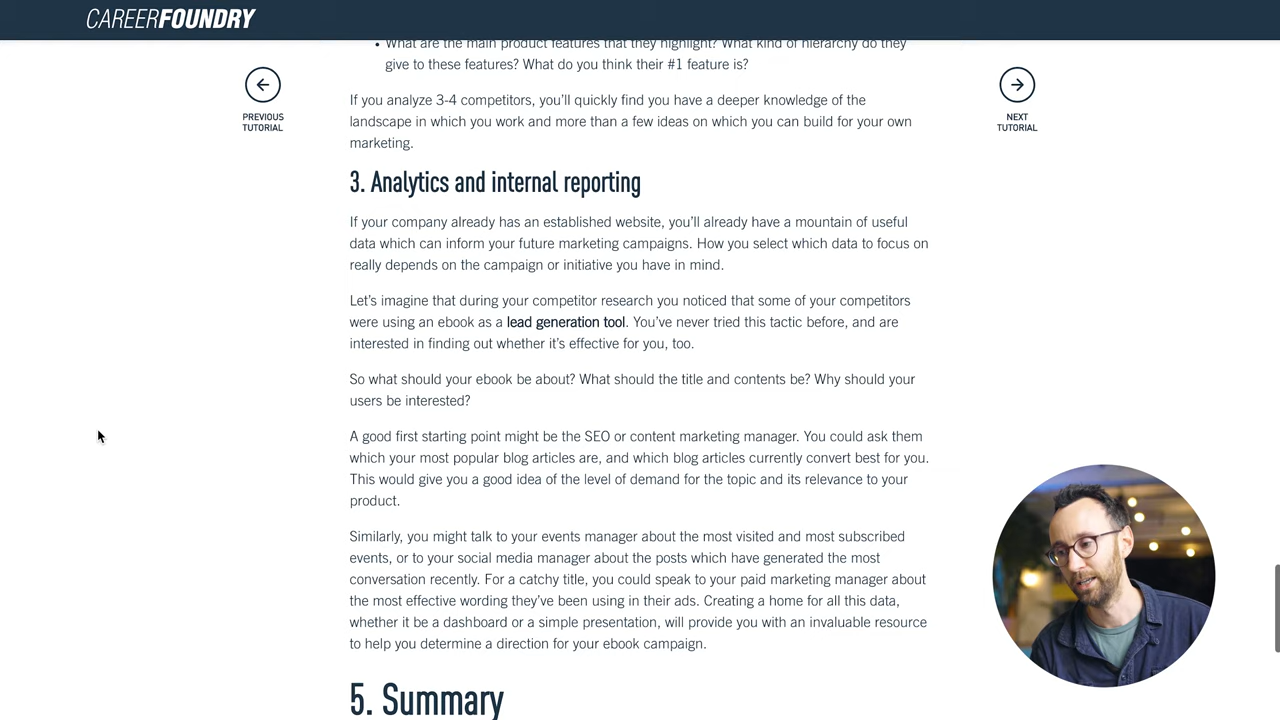 CAREERFOUNDRY
What are the main product features that they highlight? What kind of hierarchy do they
give to these features? What do you think their #1 feature is?
PREVIOUS
TUTORIAL
NEXT
TUTORIAL
If you analyze 3-4 competitors, you'll quickly find you have a deeper knowledge of the
landscape in which you work and more than a few ideas on which you can build for your own
marketing.
3. Analytics and internal reporting
If your company already has an established website, you'll already have a mountain of useful
data which can inform your future marketing campaigns. How you select which data to focus on
really depends on the campaign or initiative you have in mind.
Let's imagine that during your competitor research you noticed that some of your competitors
were using an ebook as a lead generation tool. You've never tried this tactic before, and are
interested in finding out whether it's effective for you, too.
So what should your ebook be about? What should the title and contents be? Why should your
users be interested?
A good first starting point might be the SEO or content marketing manager. You could ask them
which your most popular blog articles are, and which blog articles currently convert best for you.
This would give you a good idea of the level of demand for the topic and its relevance to your
product.
Similarly, you might talk to your events manager about the most visited and most subscribed
events, or to your social media manager about the posts which have generated the most
conversation recently. For a catchy title, you could speak to your paid marketing manager about
the most effective wording they've been using in their ads. Creating a home for all this data,
whether it be a dashboard or a simple presentation, will provide you with an invaluable resource
to help you determine a direction for your ebook campaign.
5. Summary